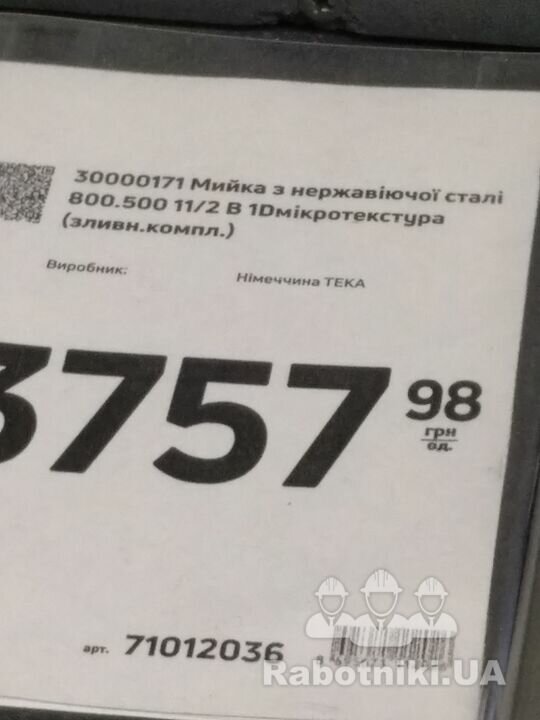 30000171 Мийка з нержавіючої сталі
800.500 11/2 B 1Dмікротекстура
(зливн.компл.)
Виробник: Німеччина TEKA
3757 98
грн
од.
арт. 71012036
Rabotniki.UA